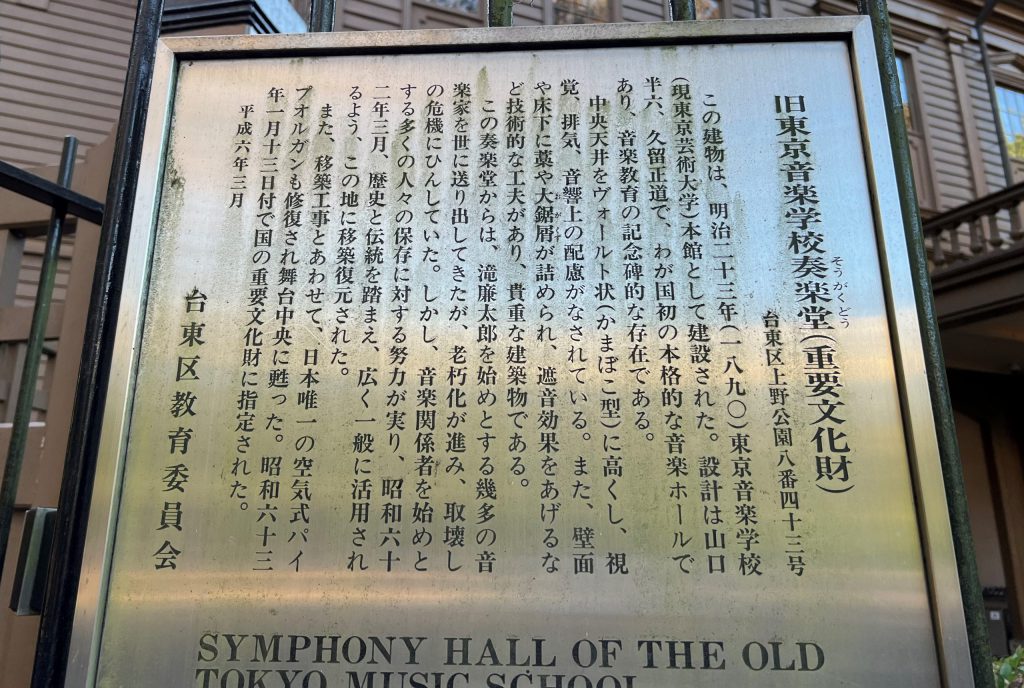 旧東京音楽学校奏楽堂(重要文化財)
そうがくどう
台東区上野公園八番四十三号
この建物は、明治二十三年(一八九〇)東京音楽学校
(現東京芸術大学)本館として建設された。設計は山口
半六、久留正道で、わが国初の本格的な音楽ホールで
あり、音楽教育の記念碑的な存在である。
中央天井をヴォールト状(かまぼこ型)に高くし、視
覚、排気、音響上の配慮がなされている。また、壁面
や床下に藁や大鋸屑が詰められ、遮音効果をあげるな
おがくず
ど技術的な工夫があり、貴重な建築物である。
この奏楽堂からは、滝廉太郎を始めとする幾多の音
楽家を世に送り出してきたが、老朽化が進み、取壊し
の危機にひんしていた。しかし、音楽関係者を始めと
する多くの人々の保存に対する努力が実り、昭和六十
二年三月、歴史と伝統を踏まえ、広く一般に活用され
るよう、この地に移築復元された。
また、移築工事とあわせて、日本唯一の空気式パイ
プオルガンも修復され舞台中央に甦った。昭和六十三
年一月十三日付で国の重要文化財に指定された。
平成六年三月
台東区教育委員会
SYMPHONY HALL OF THE OLD
TOKYO MUSIC SCHOOL